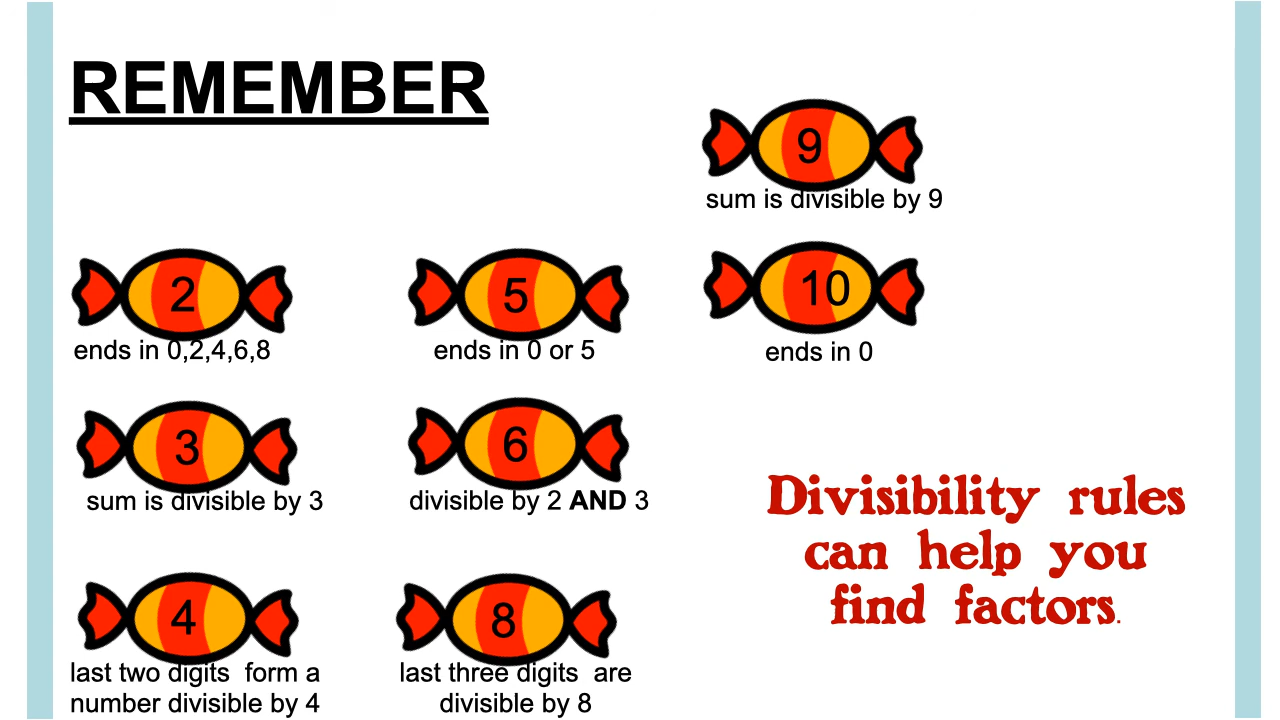 REMEMBER
2
ends in 0,2,4,6,8
3
sum is divisible by 3
4
last two digits form a
number divisible by 4
5
ends in 0 or 5
6
divisible by 2 AND 3
8
last three digits are
divisible by 8
9
sum is divisible by 9
10
ends in 0
Divisibility rules
can help you
find factors.